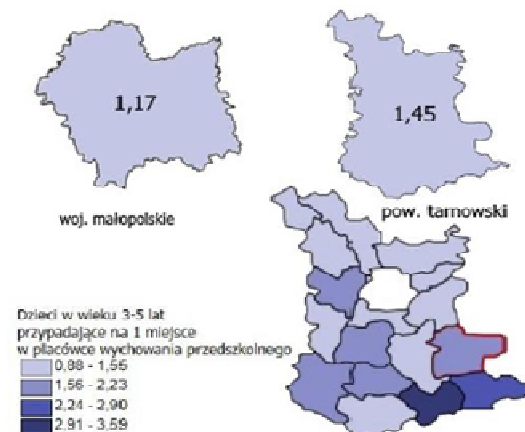 1,17
1,45
woj. małopolskie
pow. tarnowski
Dzieci w wieku 3-5 lat
przypadające na 1 miejsce
w placówce wychowania przedszkolnego
0,88 - 1,55
1,56 - 2,23
2,24 - 2,90
2,91 - 3,59